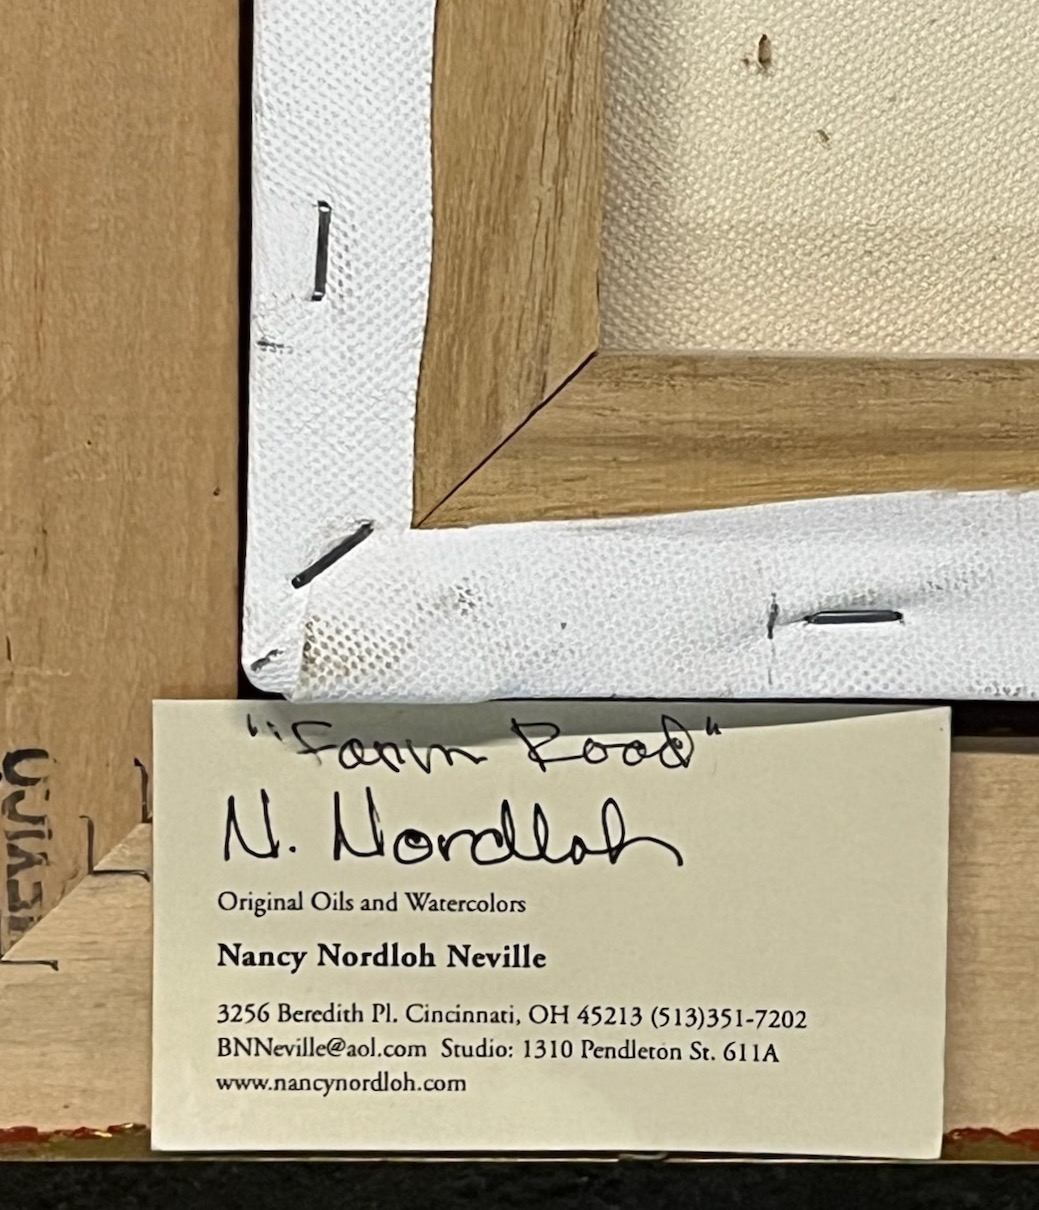 "Farm Road"
N. Nordloh
Original Oils and Watercolors
Nancy Nordloh Neville
3256 Beredith Pl. Cincinnati, OH 45213 (513)351-7202
BNNeville@aol.com Studio: 1310 Pendleton St. 611A
www.nancynordloh.com
MEXICO